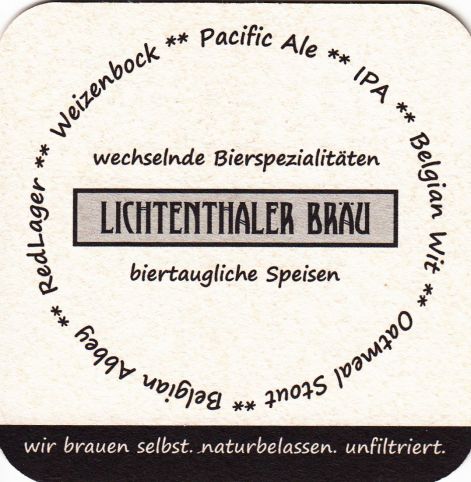 Pacific Ale ** IPA ** Belgian Wit ** Oatmeal Stout ** Belgian Abbey ** RedLager ** Weizenbock **
wechselnde Bierspezialitäten
LICHTENTHALER BRÄU
biertaugliche Speisen
wir brauen selbst. naturbelassen. unfiltriert.